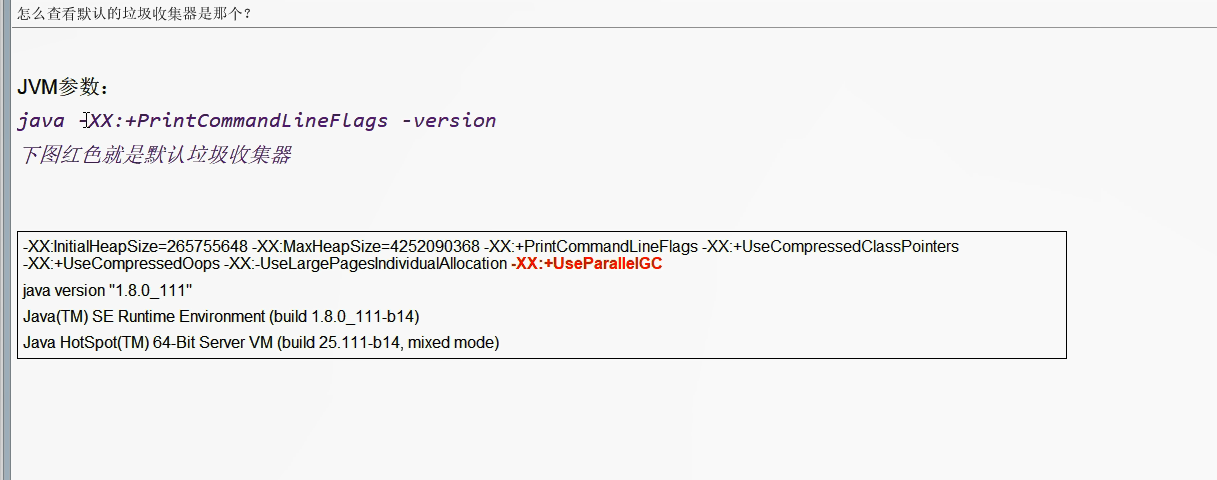 怎么查看默认的垃圾收集器是那个？
JVM参数：
java -XX:+PrintCommandLineFlags -version
下图红色就是默认垃圾收集器
-XX:InitialHeapSize=265755648 -XX:MaxHeapSize=4252090368 -XX:+PrintCommandLineFlags -XX:+UseCompressedClassPointers
-XX:+UseCompressedOops -XX:-UseLargePagesIndividualAllocation -XX:+UseParallelGC
java version "1.8.0_111"
Java(TM) SE Runtime Environment (build 1.8.0_111-b14)
Java HotSpot(TM) 64-Bit Server VM (build 25.111-b14, mixed mode)